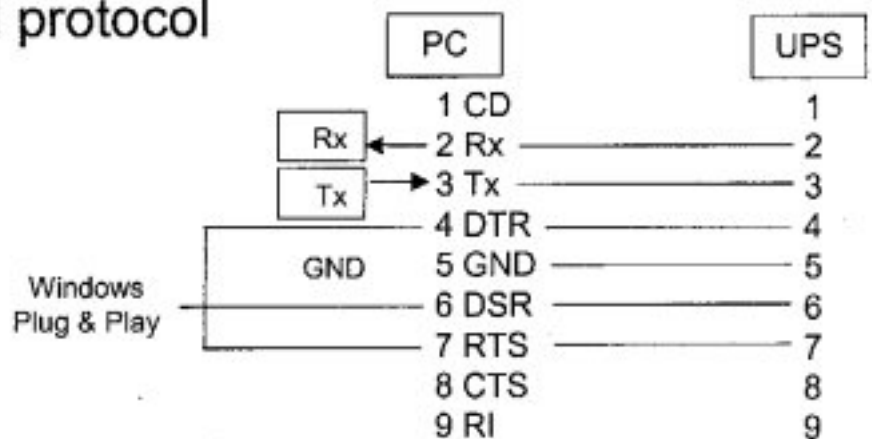 protocol
PC UPS
1 CD 1
Rx 2 Rx 2
Tx 3 Tx 3
4 DTR 4
GND 5 GND 5
Windows
Plug & Play
6 DSR 6
7 RTS 7
8 CTS 8
9 RI 9